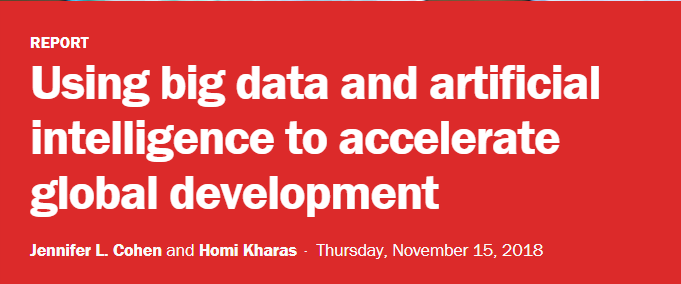 REPORT
Using big data and artificial
intelligence to accelerate
global development
Jennifer L. Cohen and Homi Kharas · Thursday, November 15, 2018